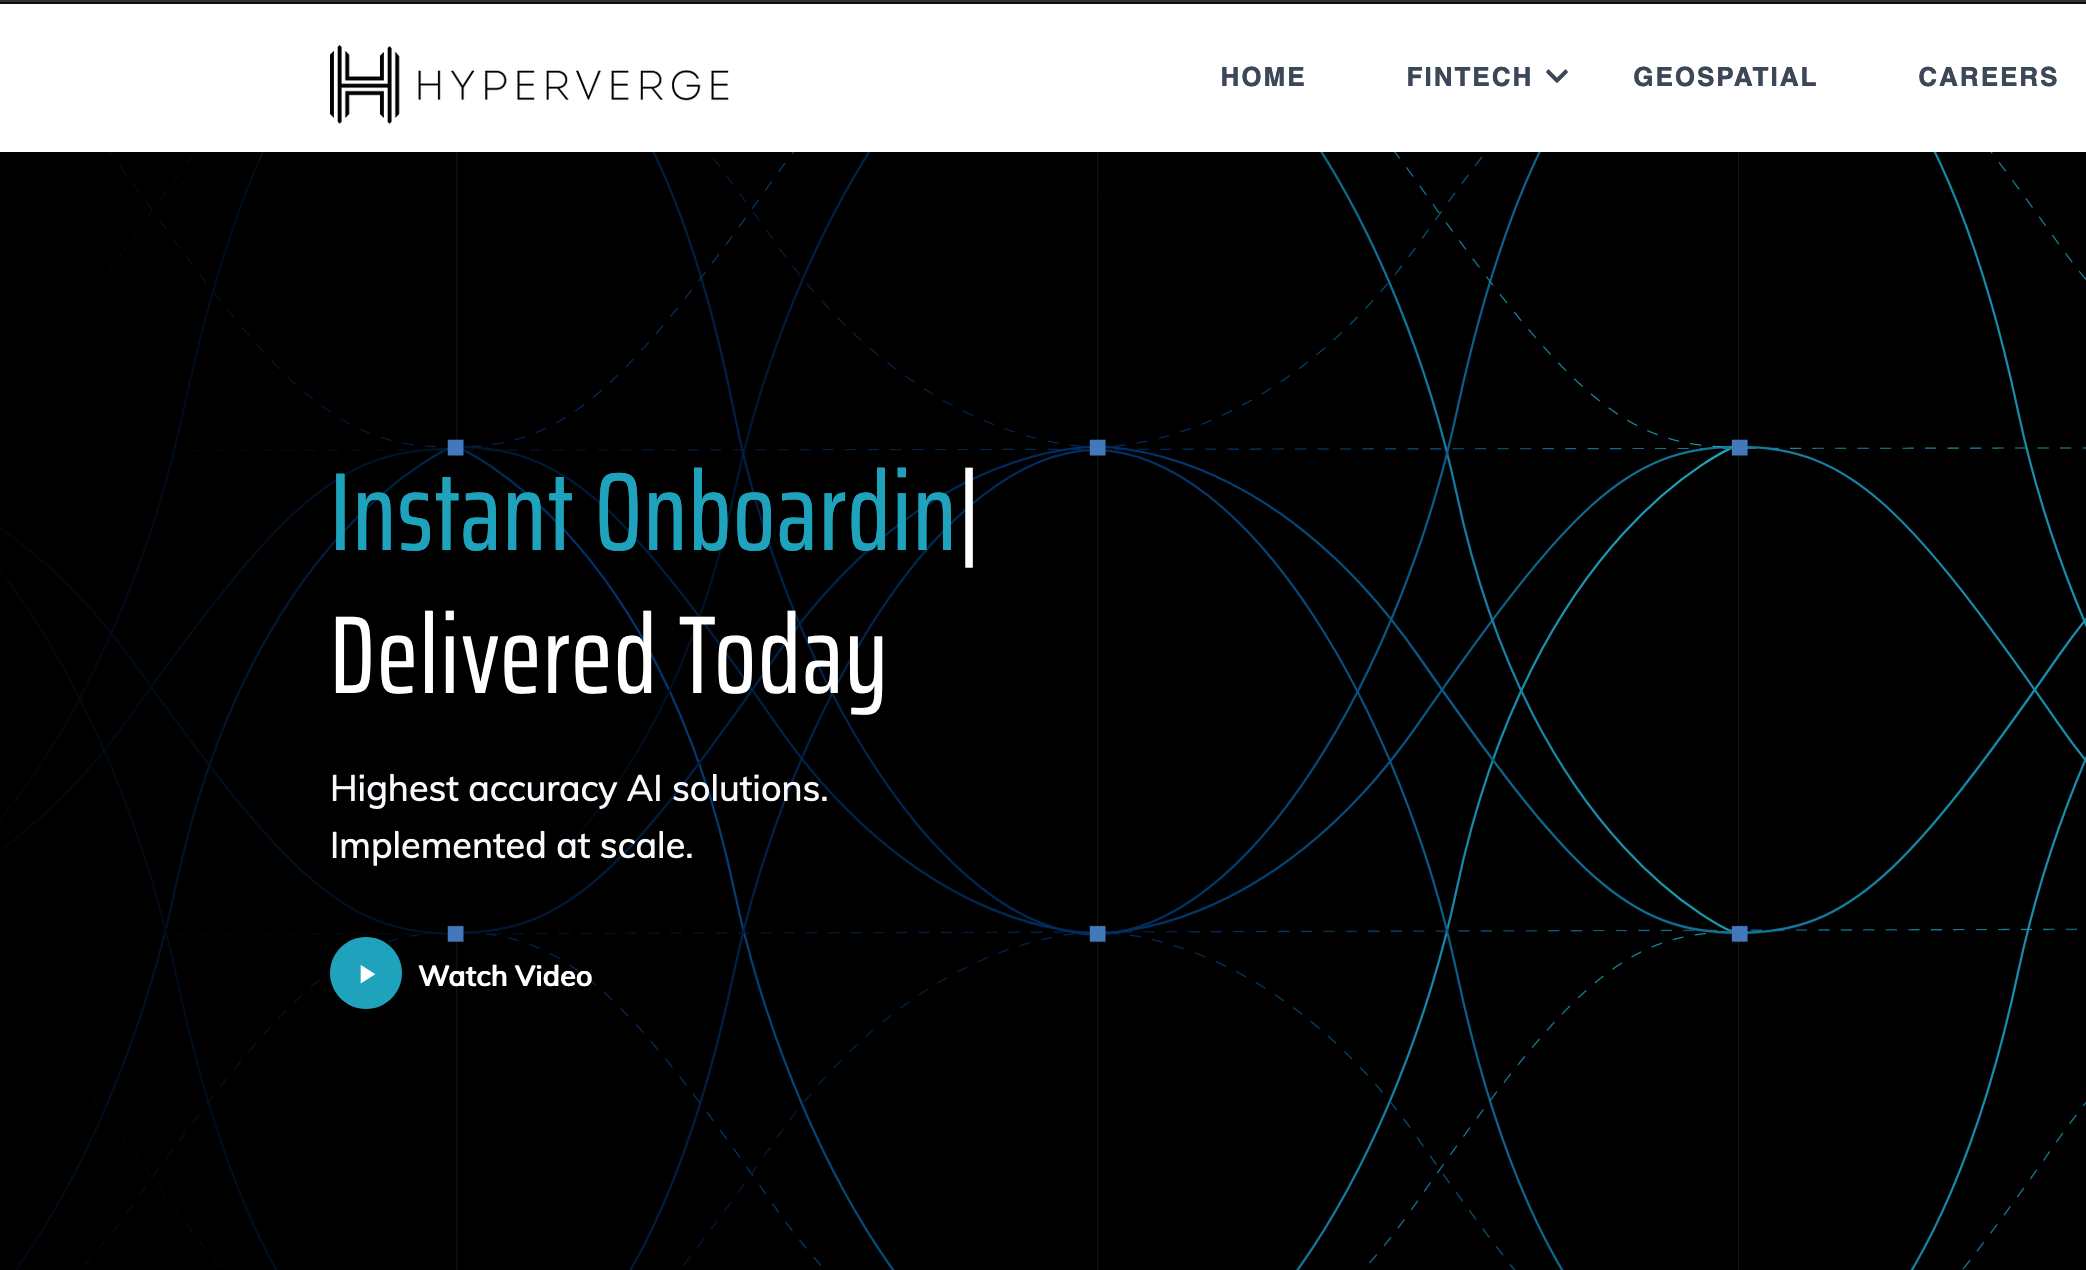 HYPERVERGE
HOME FINTECH GEOSPATIAL CAREERS
Instant Onboardin|
Delivered Today
Highest accuracy AI solutions.
Implemented at scale.
Watch Video